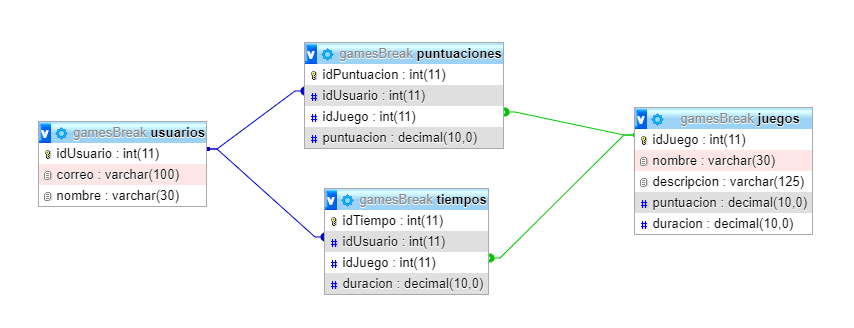 v gamesBreak usuarios
idUsuario : int(11)
correo : varchar(100)
nombre : varchar(30)
v gamesBreak puntuaciones
idPuntuacion : int(11)
# idUsuario : int(11)
# idJuego : int(11)
# puntuacion : decimal(10,0)
v gamesBreak tiempos
idTiempo : int(11)
# idUsuario : int(11)
# idJuego : int(11)
# duracion : decimal(10,0)
v gamesBreak juegos
idJuego : int(11)
nombre : varchar(30)
descripcion : varchar(125)
# puntuacion : decimal(10,0)
# duracion : decimal(10,0)